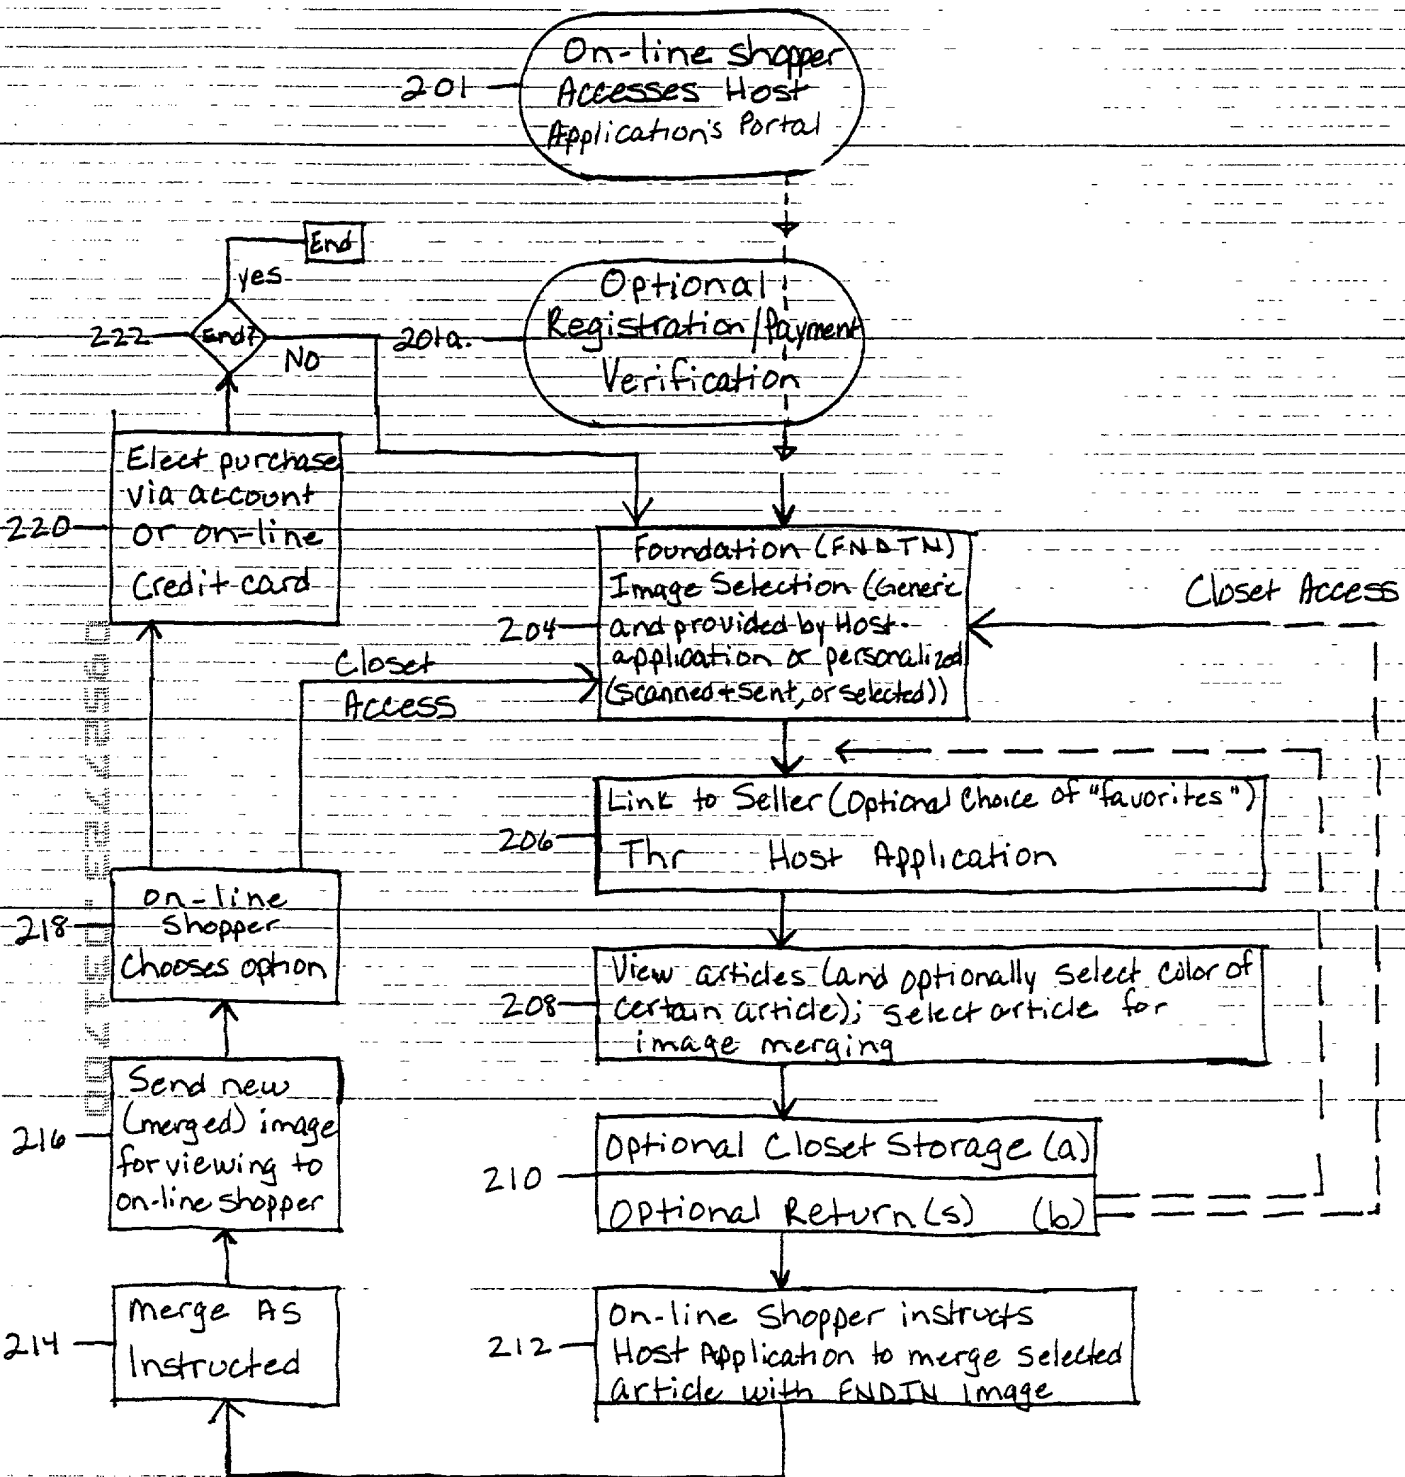 On-line shopper
Accesses Host
Application's Portal
201
End
yes
222
End?
No
201a.
Optional
Registration/Payment
Verification
Elect purchase
via account
or on-line
Credit card
220
Foundation (FNDTN)
Image Selection (Generic
and provided by Host
application or personalized
(scanned + sent, or selected))
204
Closet Access
Closet
Access
Link to Seller (Optional Choice of "favorites")
Thr Host Application
206
on-line
Shopper
Chooses option
218
View articles (and optionally select color of
certain article); select article for
image merging
208
Send new
(merged) image
for viewing to
on-line shopper
216
Optional Closet Storage (a)
210
Optional Return(s) (b)
merge As
Instructed
214
On-line Shopper instructs
Host Application to merge selected
article with FNDTN Image
212